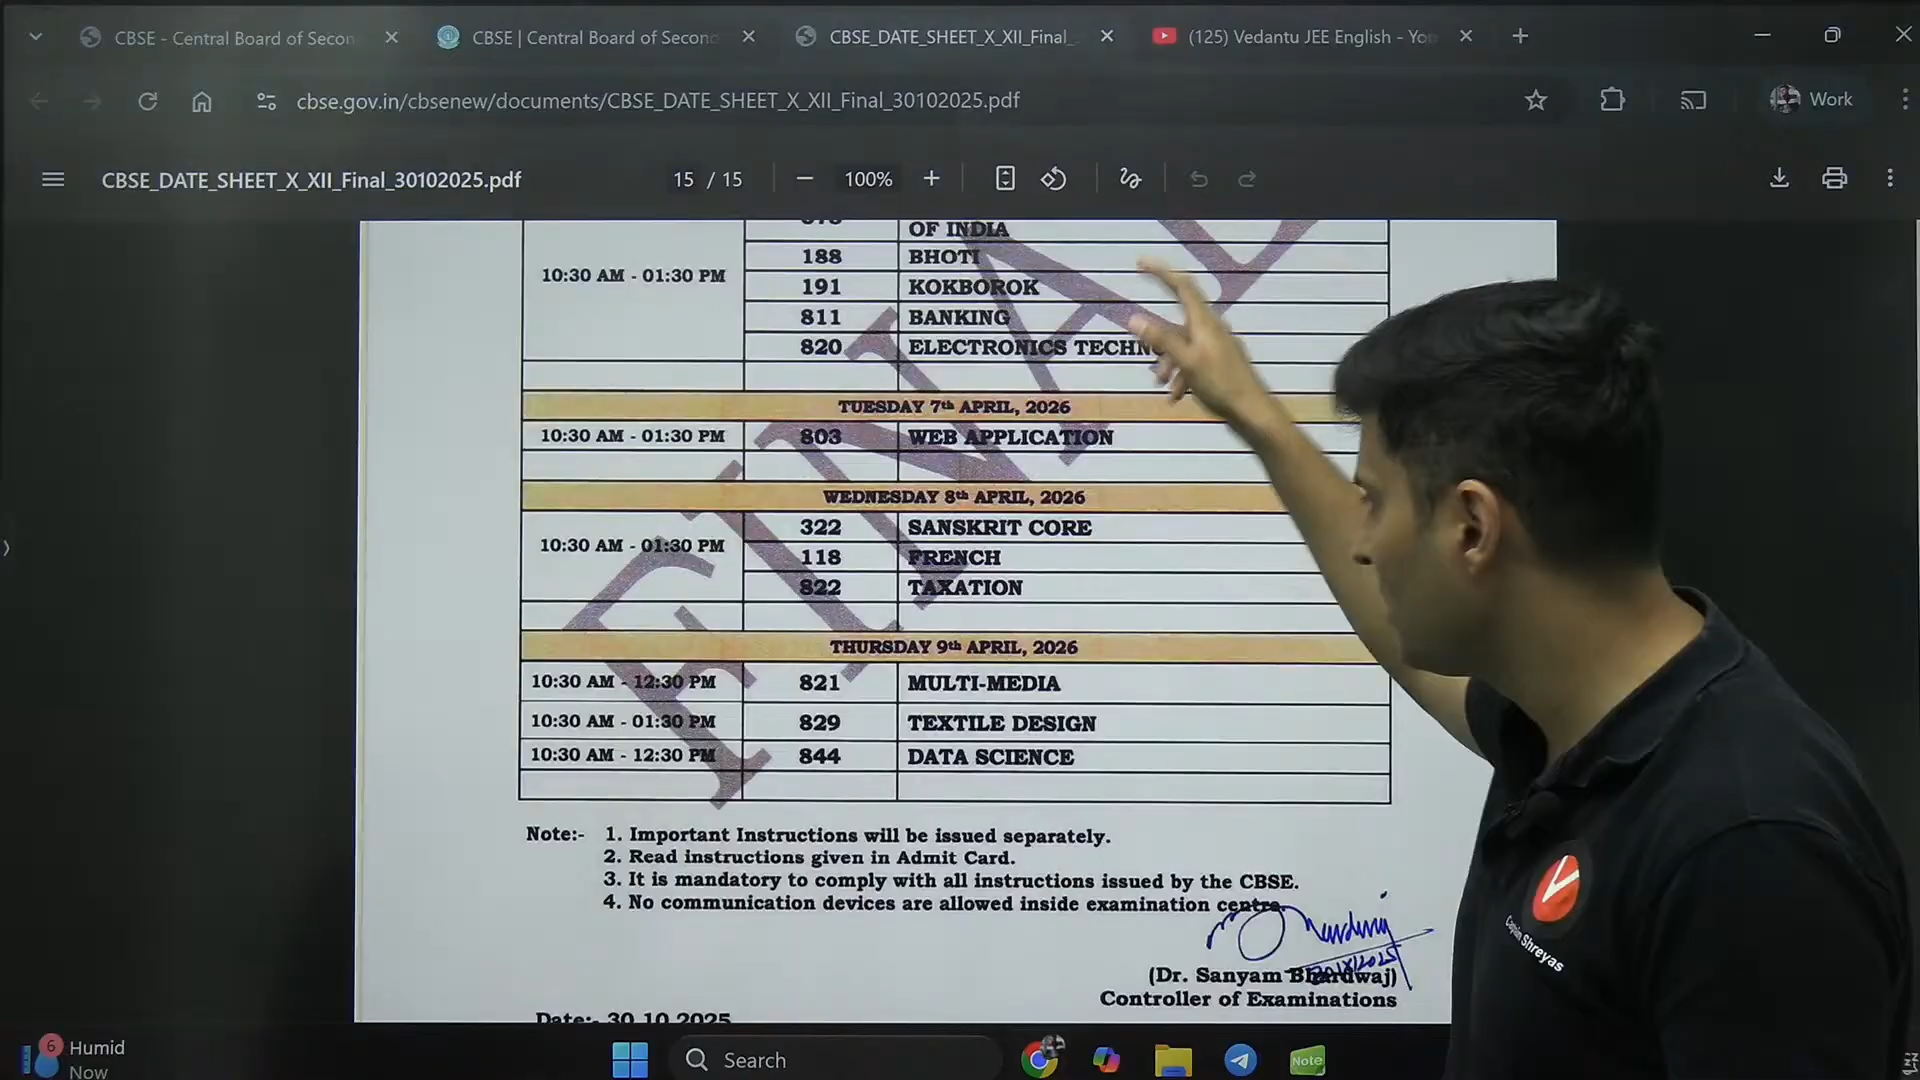 CBSE - Central Board of Secon
CBSE | Central Board of Secon
CBSE_DATE_SHEET_X_XII_Final_
(125) Vedantu JEE English - You
cbse.gov.in/cbsenew/documents/CBSE_DATE_SHEET_X_XII_Final_30102025.pdf
Work
CBSE_DATE_SHEET_X_XII_Final_30102025.pdf
15 / 15
100%
OF INDIA
10:30 AM - 01:30 PM
188 BHOTI
191 KOKBOROK
811 BANKING
820 ELECTRONICS TECHNO
TUESDAY 7th APRIL, 2026
10:30 AM - 01:30 PM 803 WEB APPLICATION
WEDNESDAY 8th APRIL, 2026
10:30 AM - 01:30 PM
322 SANSKRIT CORE
118 FRENCH
822 TAXATION
THURSDAY 9th APRIL, 2026
10:30 AM - 12:30 PM 821 MULTI-MEDIA
10:30 AM - 01:30 PM 829 TEXTILE DESIGN
10:30 AM - 12:30 PM 844 DATA SCIENCE
FINAL
Note:- 1. Important Instructions will be issued separately.
2. Read instructions given in Admit Card.
3. It is mandatory to comply with all instructions issued by the CBSE.
4. No communication devices are allowed inside examination centre.
(Dr. Sanyam Bhardwaj)
Controller of Examinations
Date:- 30.10.2025
Captain Shreyas
6
Humid
Now
Search
Note